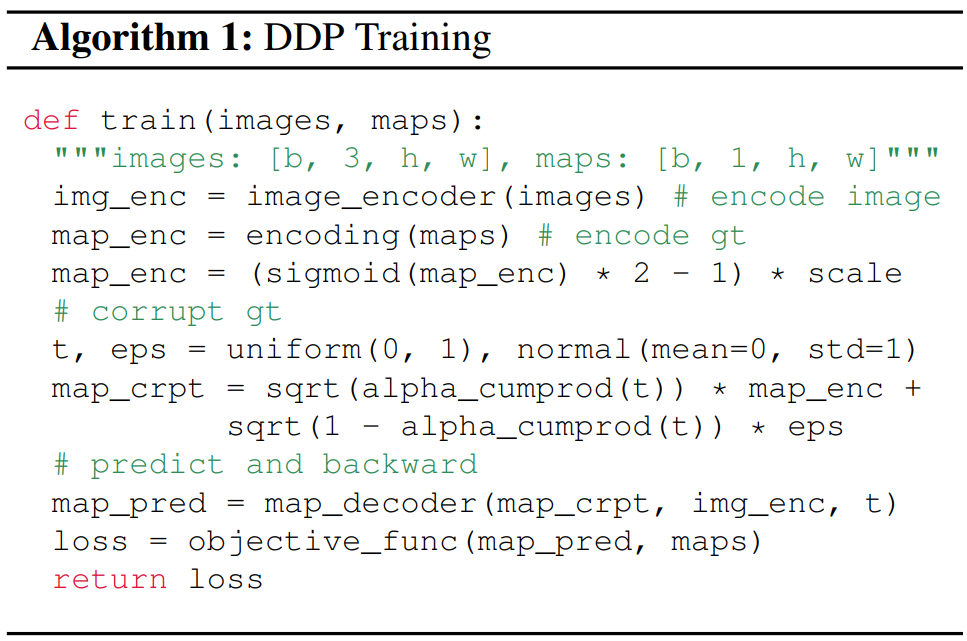 Algorithm 1: DDP Training
def train(images, maps):
"""images: [b, 3, h, w], maps: [b, 1, h, w]"""
img_enc = image_encoder(images) # encode image
map_enc = encoding(maps) # encode gt
map_enc = (sigmoid(map_enc) * 2 - 1) * scale
# corrupt gt
t, eps = uniform(0, 1), normal(mean=0, std=1)
map_crpt = sqrt(alpha_cumprod(t)) * map_enc +
sqrt(1 - alpha_cumprod(t)) * eps
# predict and backward
map_pred = map_decoder(map_crpt, img_enc, t)
loss = objective_func(map_pred, maps)
return loss